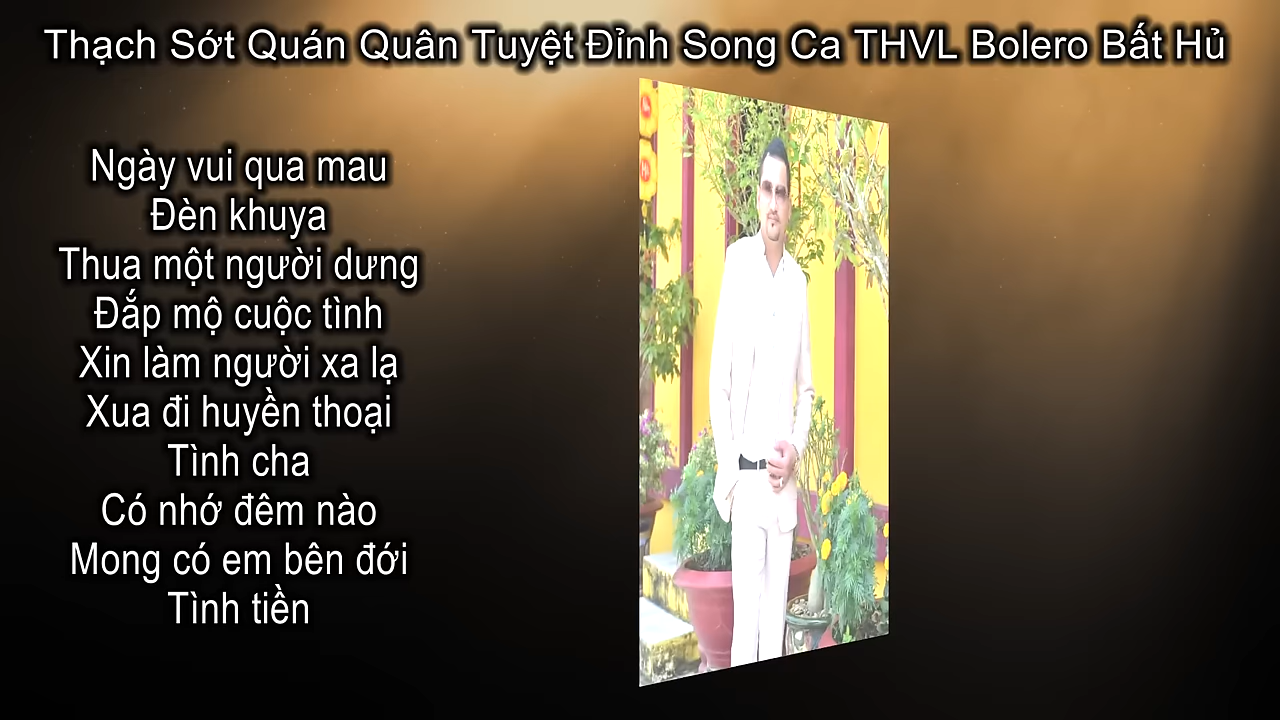 Thạch Sớt Quán Quân Tuyệt Đỉnh Song Ca THVL Bolero Bất Hủ
Ngày vui qua mau
Đèn khuya
Thua một người dưng
Đắp mộ cuộc tình
Xin làm người xa lạ
Xua đi huyền thoại
Tình cha
Có nhớ đêm nào
Mong có em bên đới
Tình tiền